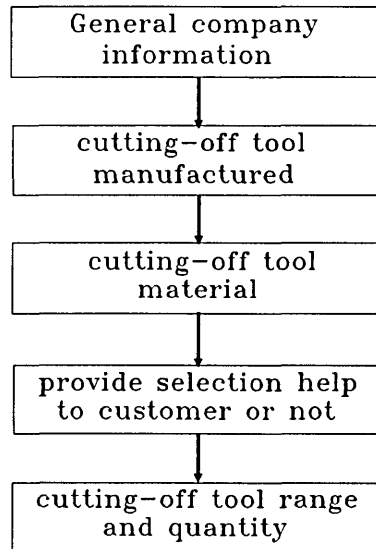 General company
information
cutting-off tool
manufactured
cutting-off tool
material
provide selection help
to customer or not
cutting-off tool range
and quantity